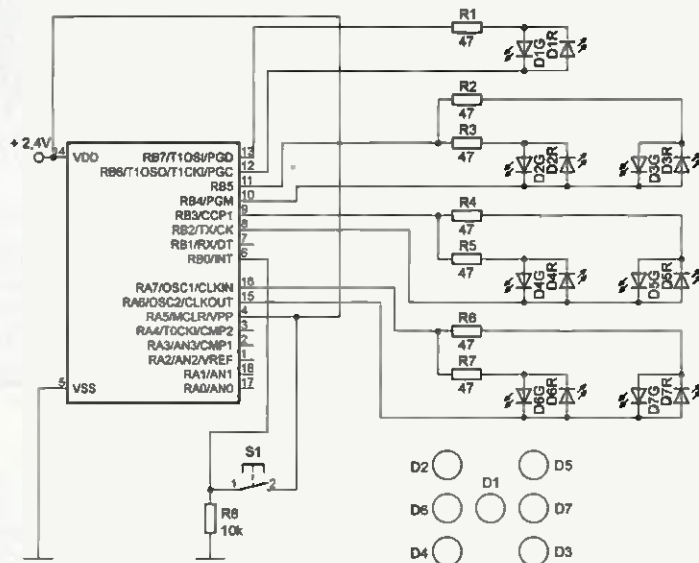 R1
47
D1G
D1R
R2
47
R3
47
D2G
D2R
D3G
D3R
+ 2,4V
14
VDD
RB7/T1OSI/PGD
13
RB6/T1OSO/T1CKI/PGC
12
RB5
11
RB4/PGM
10
RB3/CCP1
9
RB2/TX/CK
8
RB1/RX/DT
7
RB0/INT
6
R4
47
R5
47
D4G
D4R
D5G
D5R
RA7/OSC1/CLKIN
16
RA6/OSC2/CLKOUT
15
RA5/MCLR/VPP
4
RA4/T0CKI/CMP2
3
RA3/AN3/CMP1
2
RA2/AN2/VREF
1
RA1/AN1
18
RA0/AN0
17
5
VSS
R6
47
R7
47
D6G
D6R
D7G
D7R
S1
1
2
R8
10k
D2
D5
D1
D6
D7
D4
D3